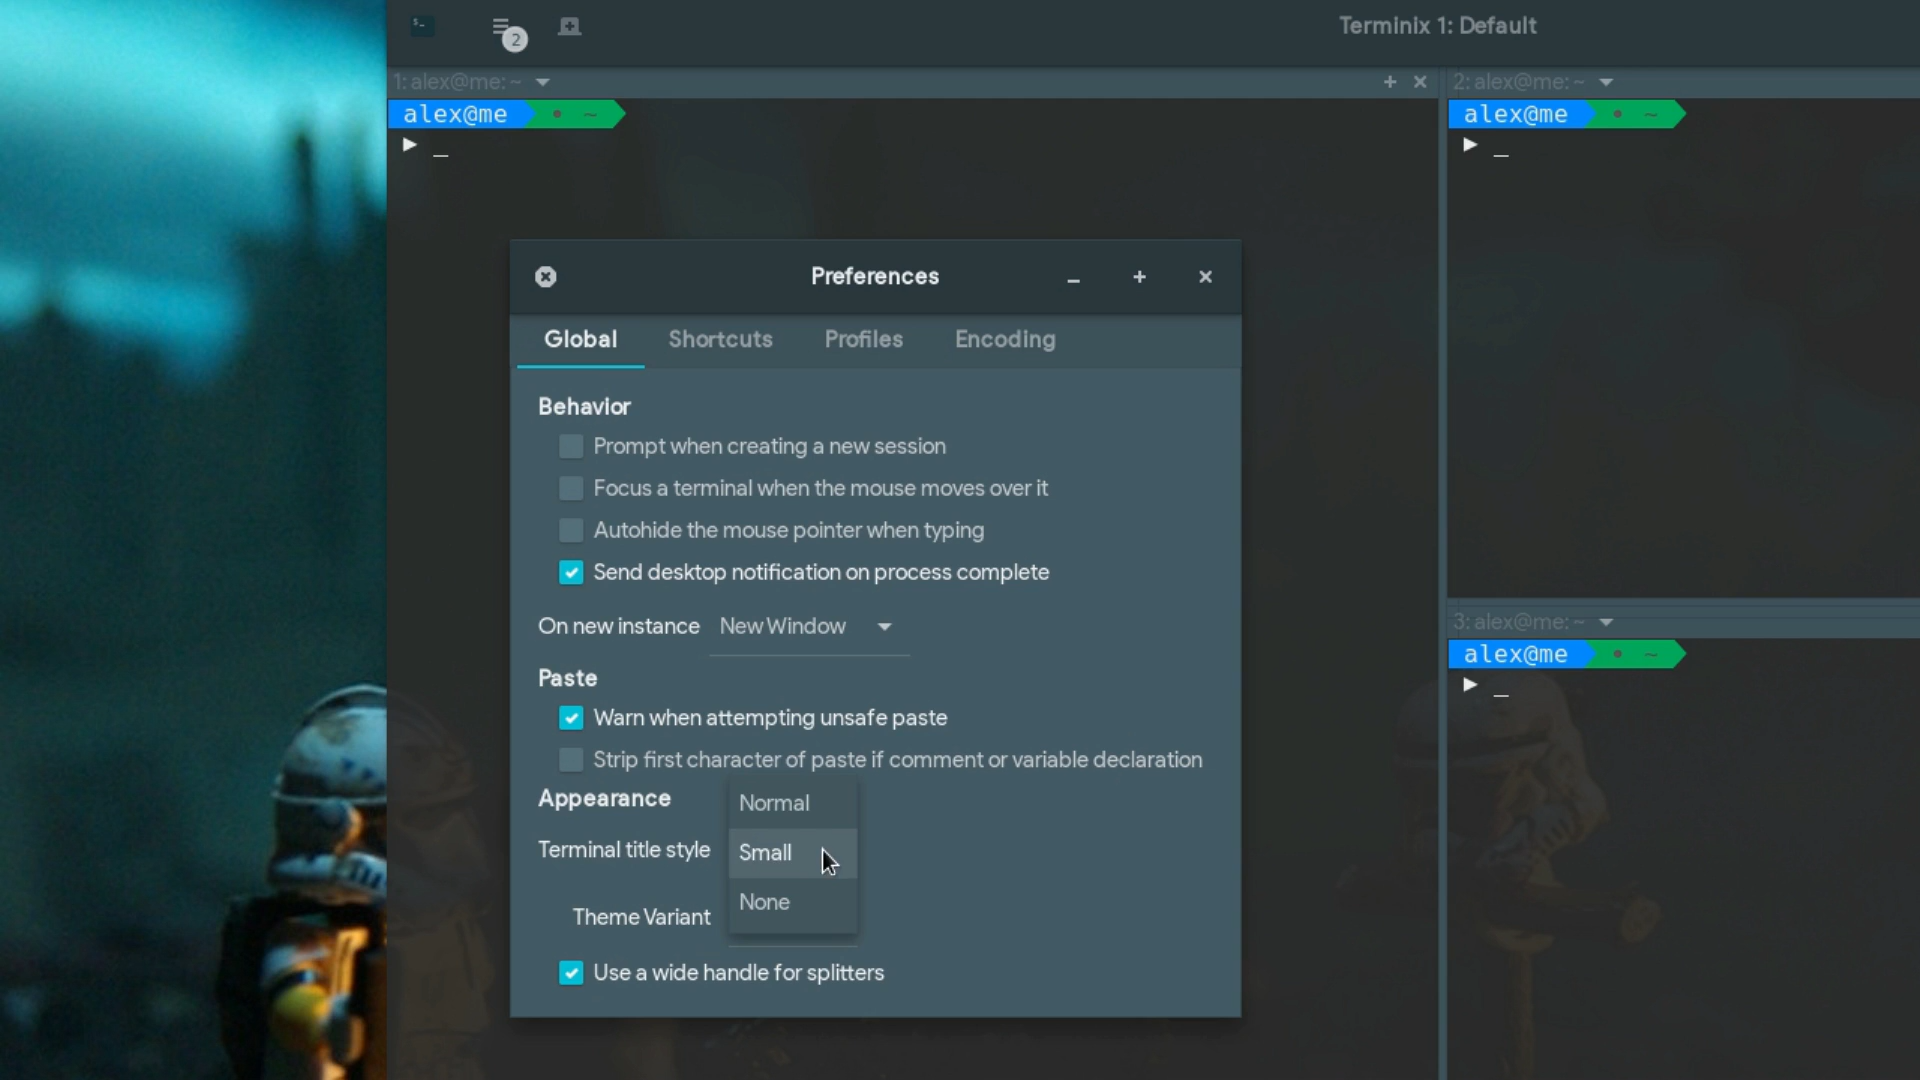 $-
2
Terminix 1: Default
1: alex@me: ~
2: alex@me: ~
alex@me ~
alex@me ~
Preferences
Global Shortcuts Profiles Encoding
Behavior
Prompt when creating a new session
Focus a terminal when the mouse moves over it
Autohide the mouse pointer when typing
Send desktop notification on process complete
On new instance New Window
3: alex@me: ~
alex@me ~
Paste
Warn when attempting unsafe paste
Strip first character of paste if comment or variable declaration
Appearance
Normal
Terminal title style Small
None
Theme Variant
Use a wide handle for splitters